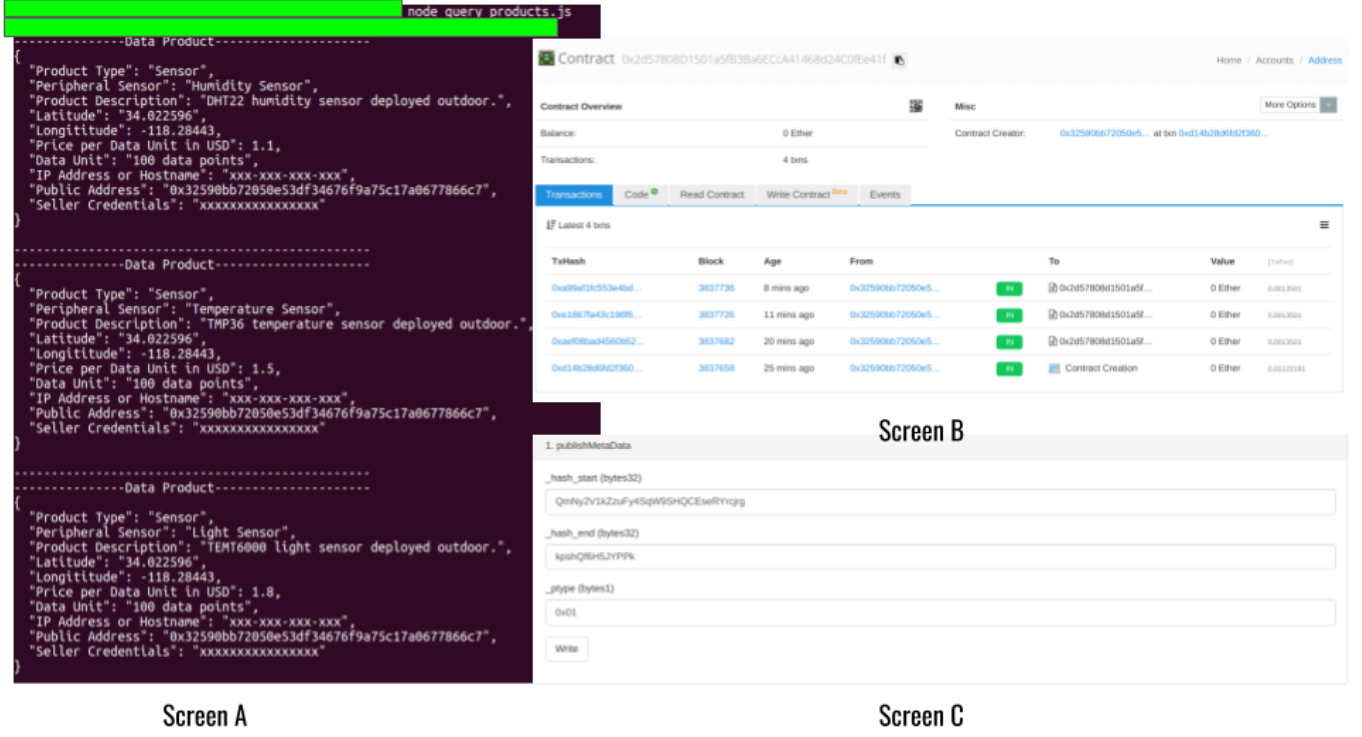 node query products.js
---------------Data Product---------------------
{
"Product Type": "Sensor",
"Peripheral Sensor": "Humidity Sensor",
"Product Description": "DHT22 humidity sensor deployed outdoor.",
"Latitude": "34.022596",
"Longititude": -118.28443,
"Price per Data Unit in USD": 1.1,
"Data Unit": "100 data points",
"IP Address or Hostname": "xxx-xxx-xxx-xxx",
"Public Address": "0x32590bb72050e53df34676f9a75c17a0677866c7",
"Seller Credentials": "xxxxxxxxxxxxxxxx"
}
------------------------------------------------
---------------Data Product---------------------
{
"Product Type": "Sensor",
"Peripheral Sensor": "Temperature Sensor",
"Product Description": "TMP36 temperature sensor deployed outdoor.",
"Latitude": "34.022596",
"Longititude": -118.28443,
"Price per Data Unit in USD": 1.5,
"Data Unit": "100 data points",
"IP Address or Hostname": "xxx-xxx-xxx-xxx",
"Public Address": "0x32590bb72050e53df34676f9a75c17a0677866c7",
"Seller Credentials": "xxxxxxxxxxxxxxxx"
}
------------------------------------------------
---------------Data Product---------------------
{
"Product Type": "Sensor",
"Peripheral Sensor": "Light Sensor",
"Product Description": "TEMT6000 light sensor deployed outdoor.",
"Latitude": "34.022596",
"Longititude": -118.28443,
"Price per Data Unit in USD": 1.8,
"Data Unit": "100 data points",
"IP Address or Hostname": "xxx-xxx-xxx-xxx",
"Public Address": "0x32590bb72050e53df34676f9a75c17a0677866c7",
"Seller Credentials": "xxxxxxxxxxxxxxxx"
}
Screen A
Contract 0x2d57808D1501a5fB3Ba6ECcA41468d24C0fEe41f
Home / Accounts / Address
Contract Overview
Misc
More Options
Balance: 0 Ether
Contract Creator: 0x32590bb72050e5... at txn 0xd14b28d6fd2f360...
Transactions: 4 txns
Transactions Code Read Contract Write Contract Beta Events
Latest 4 txns
TxHash Block Age From To Value [TxFee]
0xa99af1fc553e4bd... 3837736 8 mins ago 0x32590bb72050e5... IN 0x2d57808d1501a5f... 0 Ether
0xe1867fa43c196f6... 3837726 11 mins ago 0x32590bb72050e5... IN 0x2d57808d1501a5f... 0 Ether
0xaef08bad4560b52... 3837682 20 mins ago 0x32590bb72050e5... IN 0x2d57808d1501a5f... 0 Ether
0xd14b28d6fd2f360... 3837658 25 mins ago 0x32590bb72050e5... IN Contract Creation 0 Ether
Screen B
1. publishMetaData
_hash_start (bytes32)
QmNy2V1kZzuFy4SqW9SHQCEseRYrcjrg
_hash_end (bytes32)
kpshQf6H5JYPPk
_ptype (bytes1)
0x01
Write
Screen C